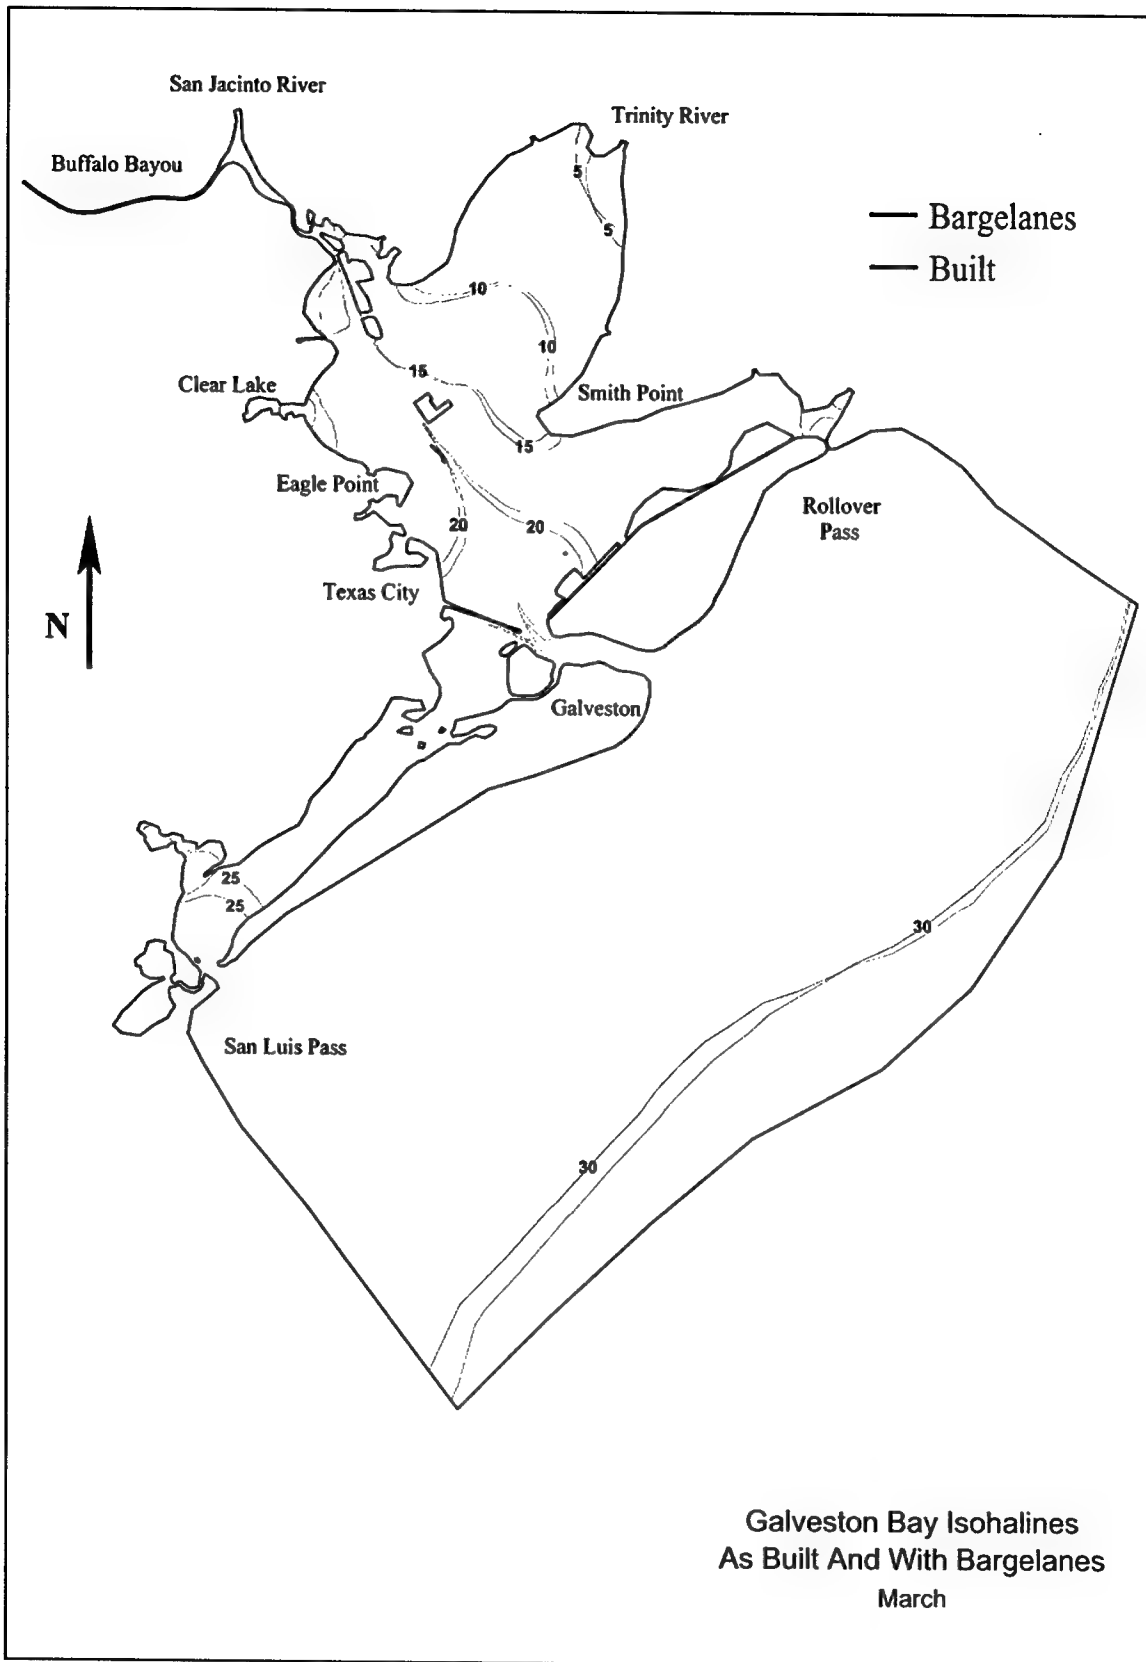 San Jacinto River
Trinity River
Buffalo Bayou
5
Bargelanes
5
Built
10
10
15
Clear Lake
Smith Point
15
Eagle Point
20
20
Rollover
Pass
Texas City
N
Galveston
25
25
30
San Luis Pass
30
Galveston Bay Isohalines
As Built And With Bargelanes
March